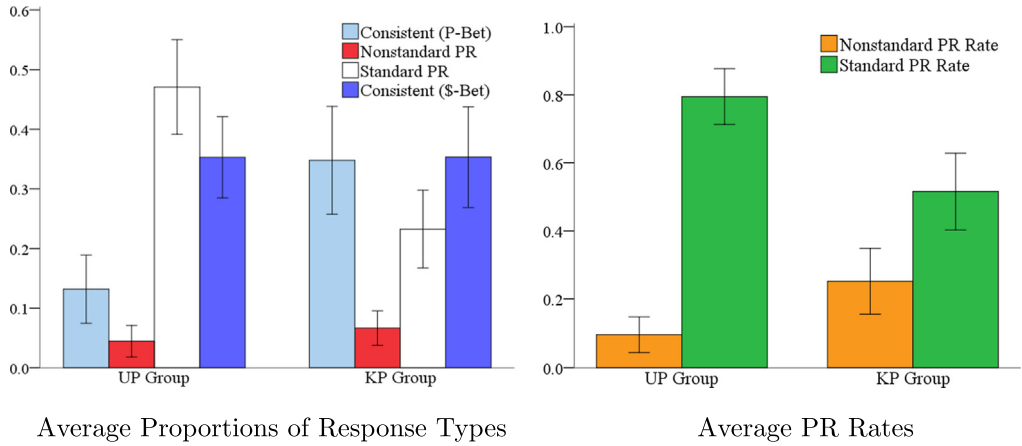 0.6
0.5
0.4
0.3
0.2
0.1
0.0
Consistent (P-Bet)
Nonstandard PR
Standard PR
Consistent ($-Bet)
UP Group
KP Group
Average Proportions of Response Types
1.0
0.8
0.6
0.4
0.2
0.0
Nonstandard PR Rate
Standard PR Rate
UP Group
KP Group
Average PR Rates